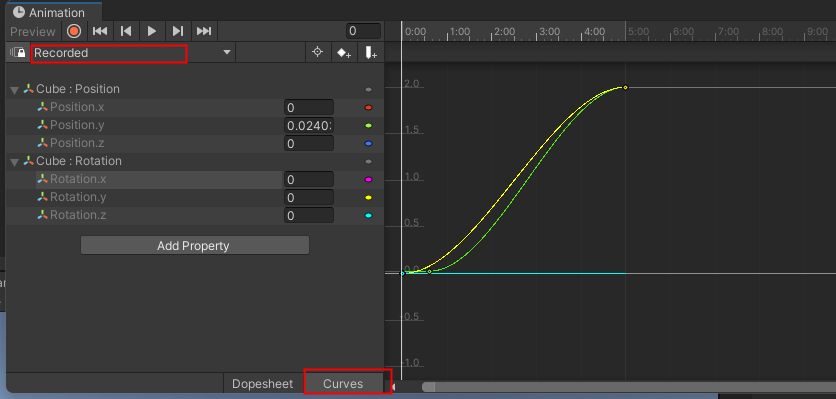 Animation
Preview 0 0:00 1:00 2:00 3:00 4:00 5:00 6:00 7:00 8:00 9:00
Recorded
Cube : Position 2.0
Position.x 0
Position.y 0.0240 1.5
Position.z 0
Cube : Rotation
Rotation.x 0 1.0
Rotation.y 0
Rotation.z 0 0.5
Add Property
0.0
0.5
1.0
Dopesheet Curves